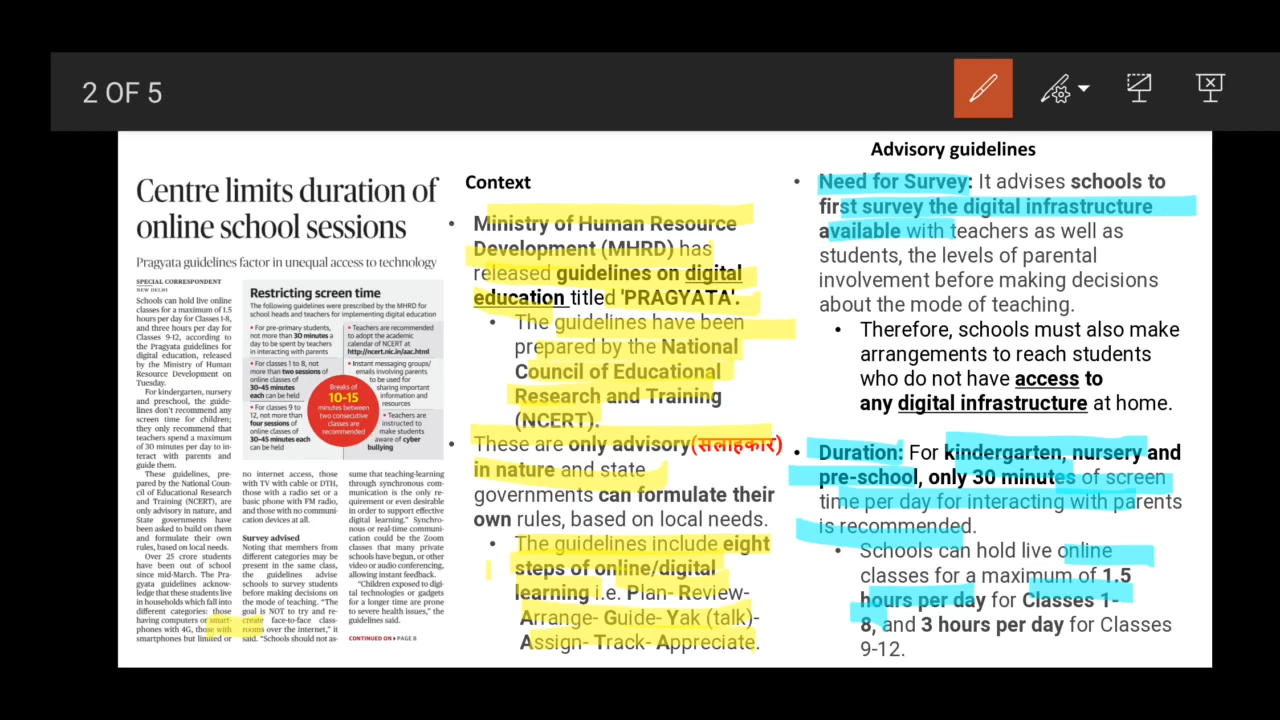 2 OF 5
Centre limits duration of
online school sessions
Pragyata guidelines factor in unequal access to technology
SPECIAL CORRESPONDENT
NEW DELHI
Schools can hold live online
classes for a maximum of 1.5
hours per day for Classes 1-8,
and three hours per day for
Classes 9-12, according to
the Pragyata guidelines for
digital education, released
by the Ministry of Human
Resource Development on
Tuesday.
For kindergarten, nursery
and preschool, the guide-
lines don't recommend any
screen time for children;
they only recommend that
teachers spend a maximum
of 30 minutes per day to in-
teract with parents and
guide them.
These guidelines, pre-
pared by the National Coun-
cil of Educational Research
and Training (NCERT), are
only advisory in nature, and
State governments have
been asked to build on them
and formulate their own
rules, based on local needs.
Over 25 crore students
have been out of school
since mid-March. The Pra-
gyata guidelines acknow-
ledge that these students live
in households which fall into
different categories: those
having computers or smart-
phones with 4G, those with
smartphones but limited or
Restricting screen time
The following guidelines were prescribed by the MHRD for
school heads and teachers for implementing digital education
• For pre-primary students,
not more than 30 minutes a
day to be spent by teachers
in interacting with parents
• For classes 1 to 8, not
more than two sessions of
online classes of
30-45 minutes
each can be held
• For classes 9 to
12, not more than
four sessions of
online classes of
30-45 minutes each
can be held
Breaks of
10-15
minutes between
two consecutive
classes are
recommended
• Teachers are recommended
to adopt the academic
calendar of NCERT at
http://ncert.nic.in/aac.html
• Instant messaging groups/
emails involving parents
to be used for
sharing important
information and
resources
• Teachers are
instructed to
make students
aware of cyber
bullying
no internet access, those
with TV with cable or DTH,
those with a radio set or a
basic phone with FM radio,
and those with no communi-
cation devices at all.
Survey advised
Noting that members from
different categories may be
present in the same class,
the guidelines advise
schools to survey students
before making decisions on
the mode of teaching. "The
goal is NOT to try and re-
create face-to-face class-
rooms over the internet," it
said. "Schools should not as-
sume that teaching-learning
through synchronous com-
munication is the only re-
quirement or even desirable
in order to support effective
digital learning." Synchro-
nous or real-time communi-
cation could be the Zoom
classes that many private
schools have begun, or other
video or audio conferencing,
allowing instant feedback.
"Children exposed to digi-
tal technologies or gadgets
for a longer time are prone
to severe health issues," the
guidelines said.
CONTINUED ON ▸ PAGE 8
Context
• Ministry of Human Resource
Development (MHRD) has
released guidelines on digital
education titled 'PRAGYATA'.
• The guidelines have been
prepared by the National
Council of Educational
Research and Training
(NCERT).
• These are only advisory(सलाहकार)
in nature and state
governments can formulate their
own rules, based on local needs.
• The guidelines include eight
steps of online/digital
learning i.e. Plan- Review-
Arrange- Guide- Yak (talk)-
Assign- Track- Appreciate.
Advisory guidelines
• Need for Survey: It advises schools to
first survey the digital infrastructure
available with teachers as well as
students, the levels of parental
involvement before making decisions
about the mode of teaching.
• Therefore, schools must also make
arrangements to reach students
who do not have access to
any digital infrastructure at home.
• Duration: For kindergarten, nursery and
pre-school, only 30 minutes of screen
time per day for interacting with parents
is recommended.
• Schools can hold live online
classes for a maximum of 1.5
hours per day for Classes 1-
8, and 3 hours per day for Classes
9-12.